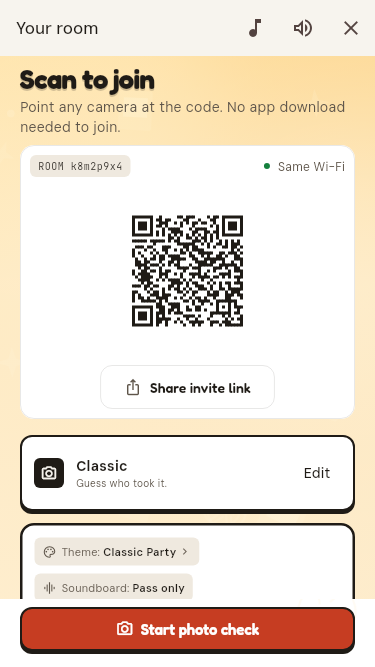 Your room
Scan to join
Point any camera at the code. No app download
needed to join.
ROOM k8m2p9x4
Same Wi-Fi
Share invite link
Classic
Guess who took it.
Edit
Theme: Classic Party
Soundboard: Pass only
Start photo check